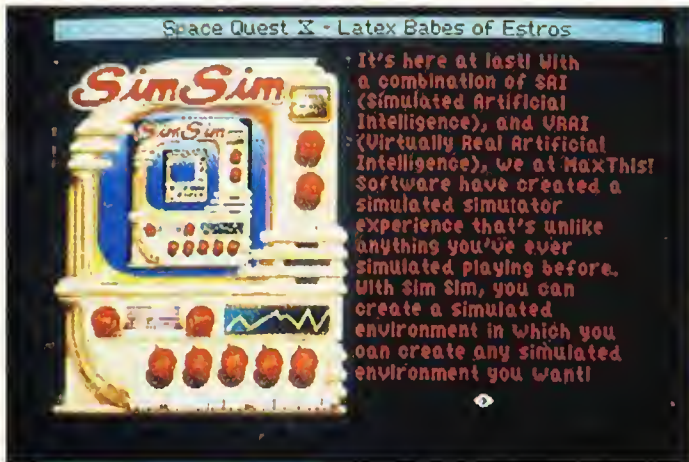 Space Quest X - Latex Babes of Estros
SimSim
SimSim
It's here at last! With
a combination of SAI
(Simulated Artificial
Intelligence), and VRAI
(Virtually Real Artificial
Intelligence), we at MaxThis!
Software have created a
simulated simulator
experience that's unlike
anything you've ever
simulated playing before.
With Sim Sim, you can
create a simulated
environment in which you
can create any simulated
environment you want!